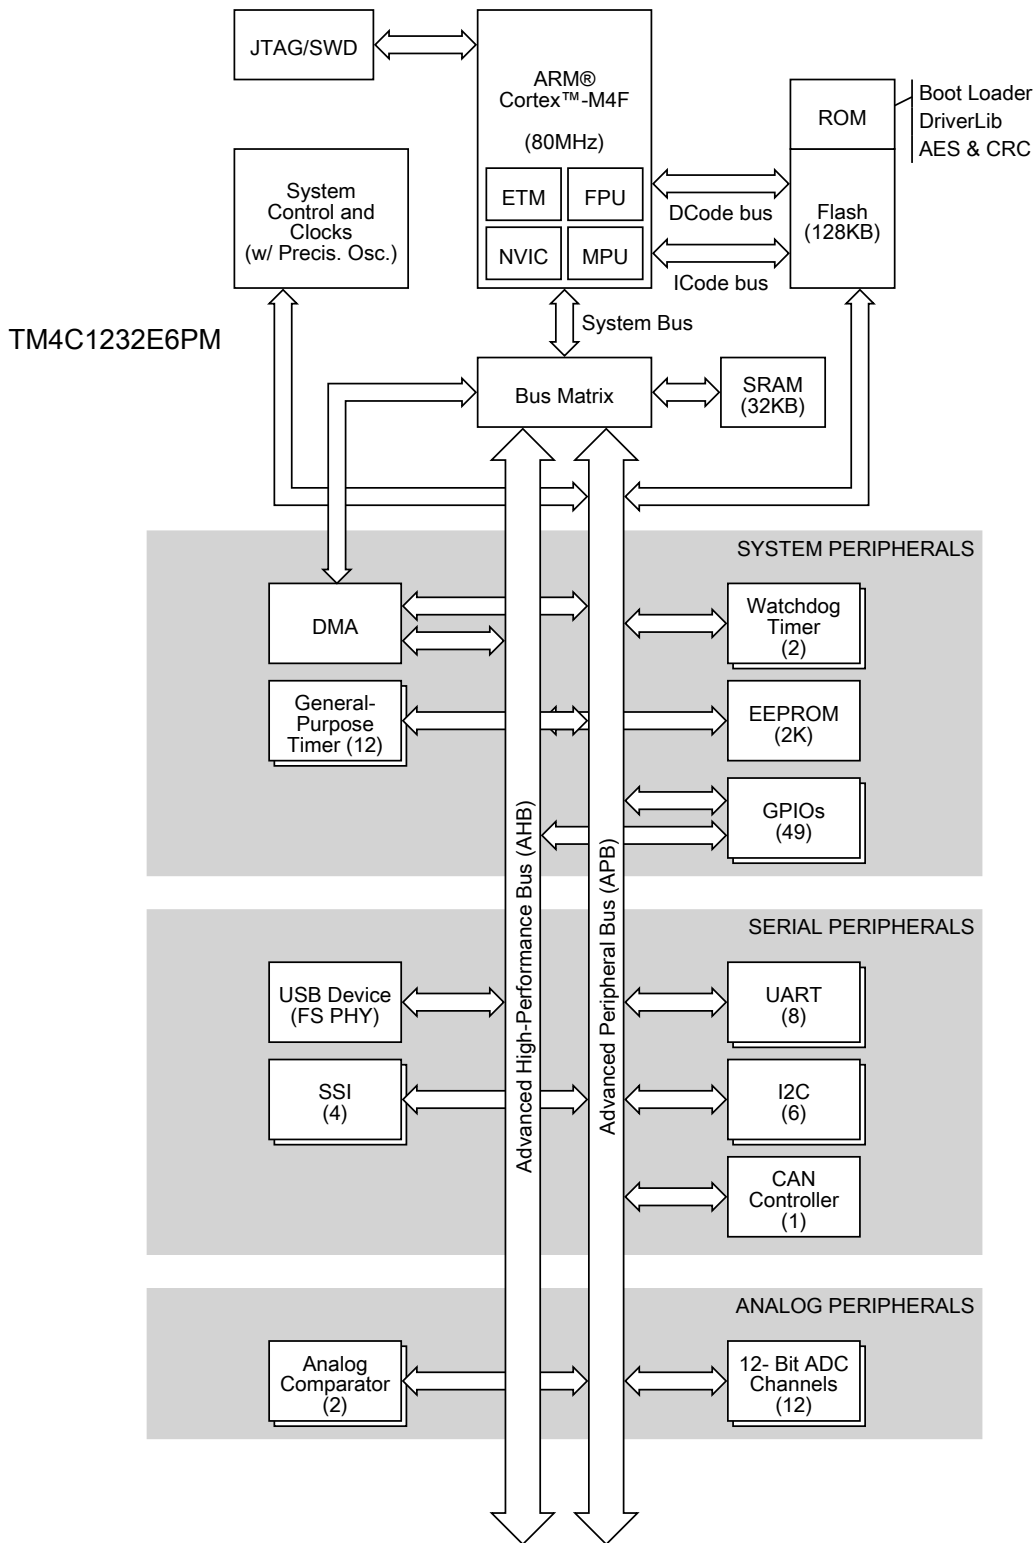 JTAG/SWD
ARM®
Cortex™-M4F
(80MHz)
ETM
FPU
NVIC
MPU
ROM
Boot Loader
DriverLib
AES & CRC
System
Control and
Clocks
(w/ Precis. Osc.)
DCode bus
Flash
(128KB)
ICode bus
System Bus
TM4C1232E6PM
Bus Matrix
SRAM
(32KB)
SYSTEM PERIPHERALS
DMA
Watchdog
Timer
(2)
General-
Purpose
Timer (12)
EEPROM
(2K)
GPIOs
(49)
Advanced High-Performance Bus (AHB)
Advanced Peripheral Bus (APB)
SERIAL PERIPHERALS
USB Device
(FS PHY)
UART
(8)
SSI
(4)
I2C
(6)
CAN
Controller
(1)
ANALOG PERIPHERALS
Analog
Comparator
(2)
12- Bit ADC
Channels
(12)